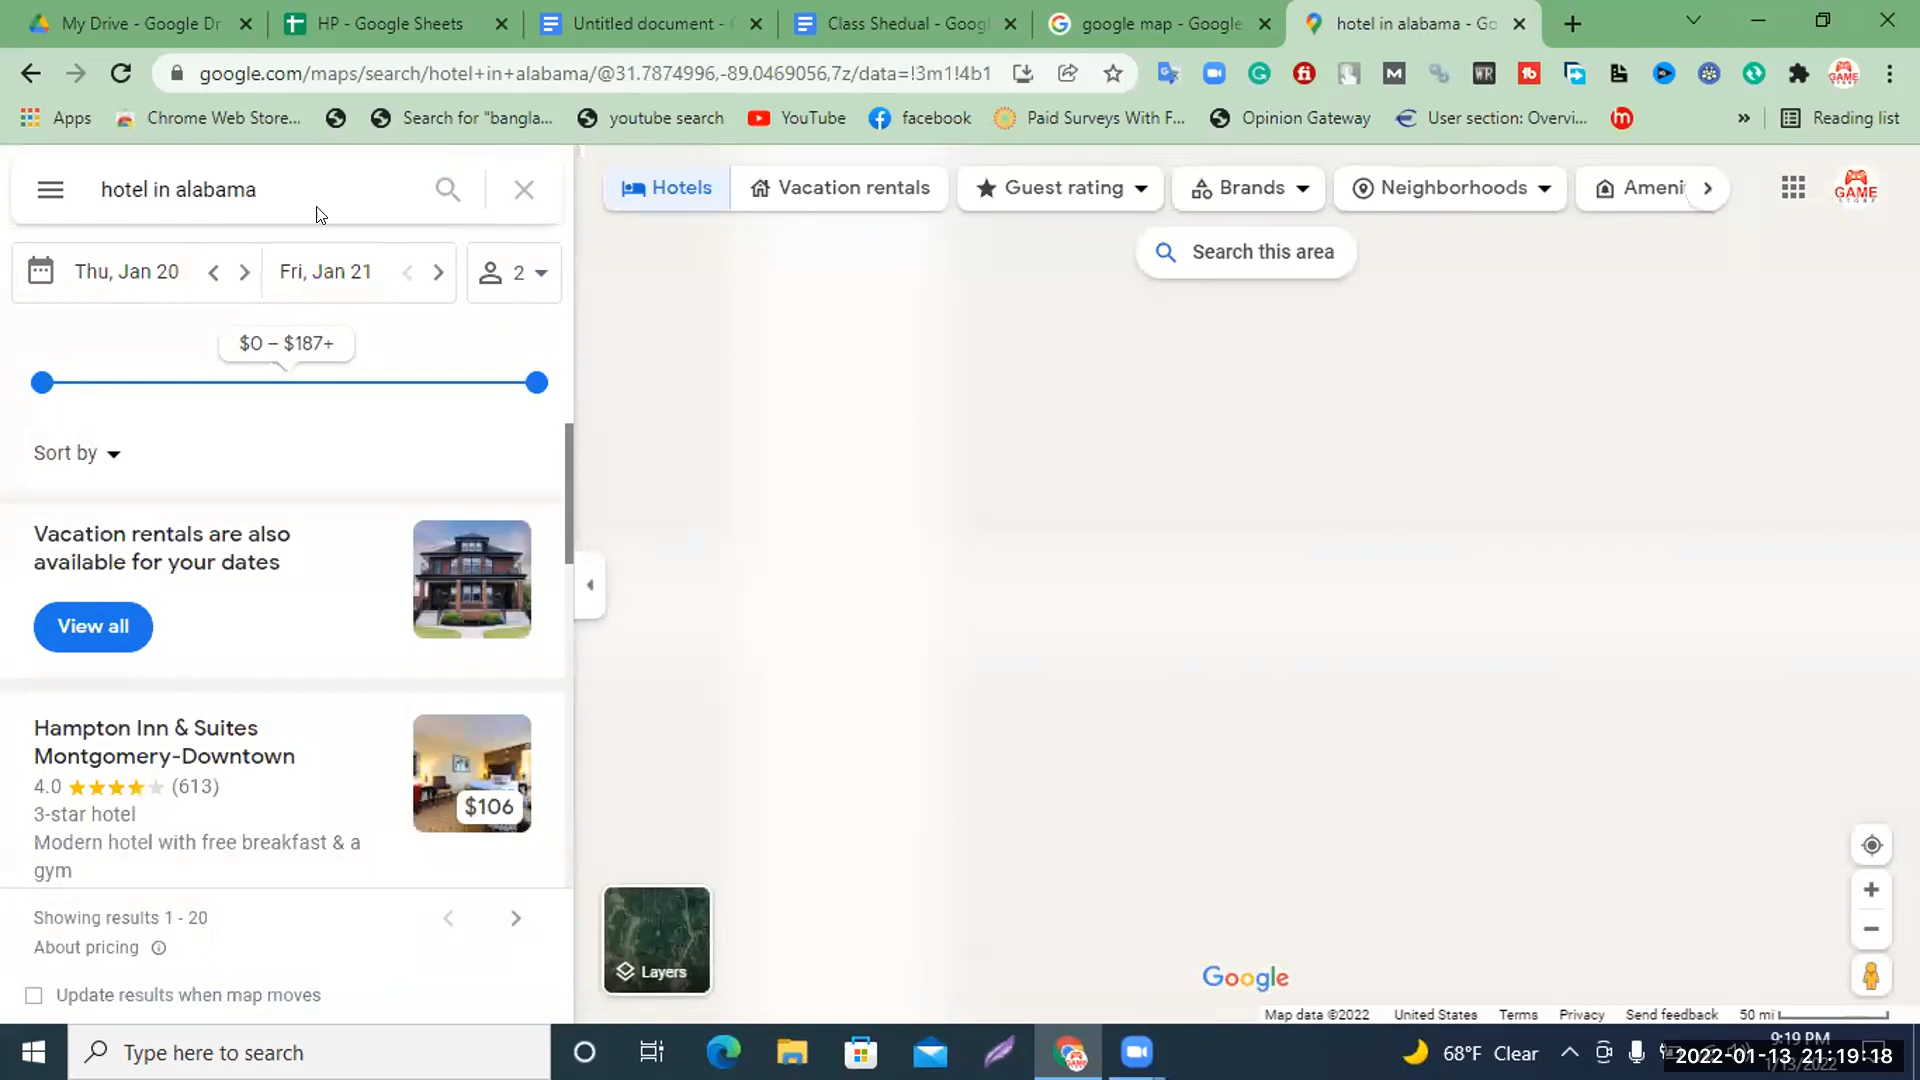 My Drive - Google Dr
HP - Google Sheets
Untitled document -
Class Shedual - Googl
google map - Google
hotel in alabama - Go
google.com/maps/search/hotel+in+alabama/@31.7874996,-89.0469056,7z/data=!3m1!4b1
Apps
Chrome Web Store...
Search for "bangla...
youtube search
YouTube
facebook
Paid Surveys With F...
Opinion Gateway
User section: Overvi...
Reading list
hotel in alabama
Hotels
Vacation rentals
Guest rating
Brands
Neighborhoods
Ameni
GAME
Search this area
Thu, Jan 20
Fri, Jan 21
2
$0 – $187+
Sort by
Vacation rentals are also
available for your dates
View all
Hampton Inn & Suites
Montgomery-Downtown
4.0
(613)
3-star hotel
$106
Modern hotel with free breakfast & a
gym
Showing results 1 - 20
About pricing
Update results when map moves
Layers
Google
Map data ©2022
United States
Terms
Privacy
Send feedback
50 mi
Type here to search
68°F Clear
9:19 PM
2022-01-13 21:19:18